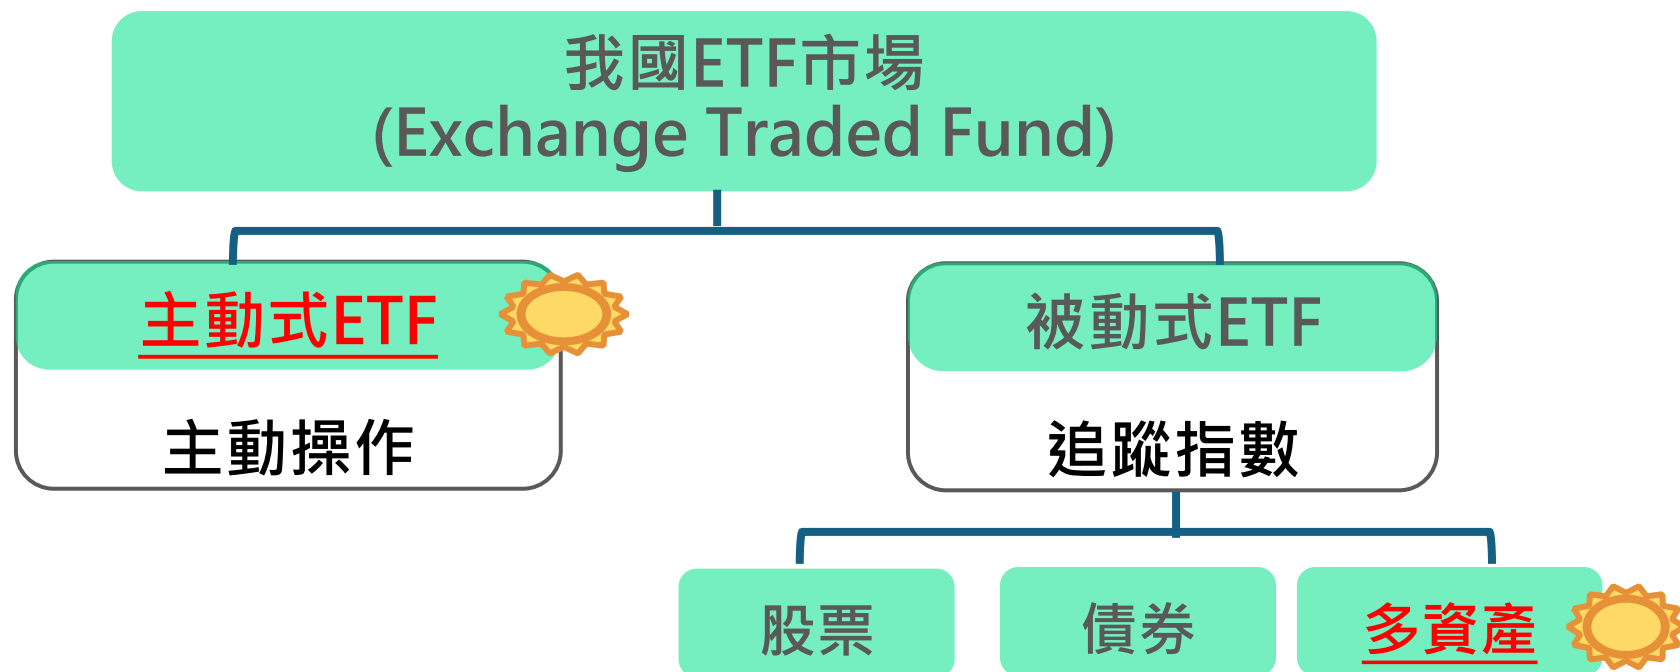 我國ETF市場
(Exchange Traded Fund)
主動式ETF
被動式ETF
主動操作
追蹤指數
股票
債券
多資產